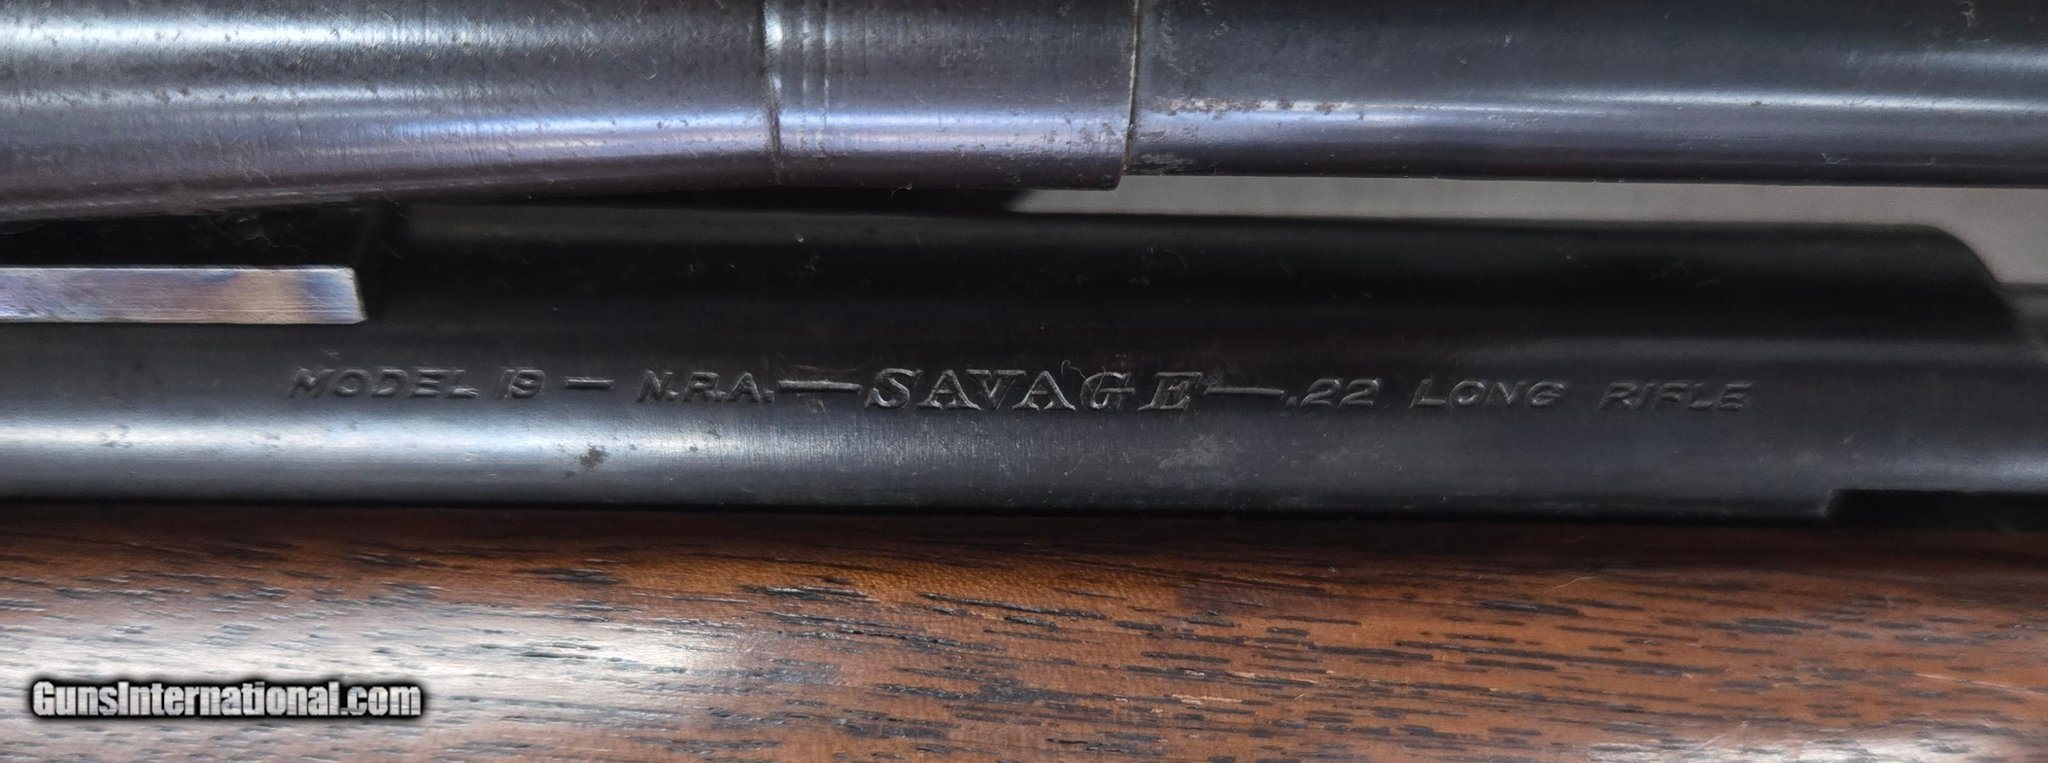 MODEL 19 — N.R.A. — SAVAGE — .22 LONG RIFLE
GunsInternational.com